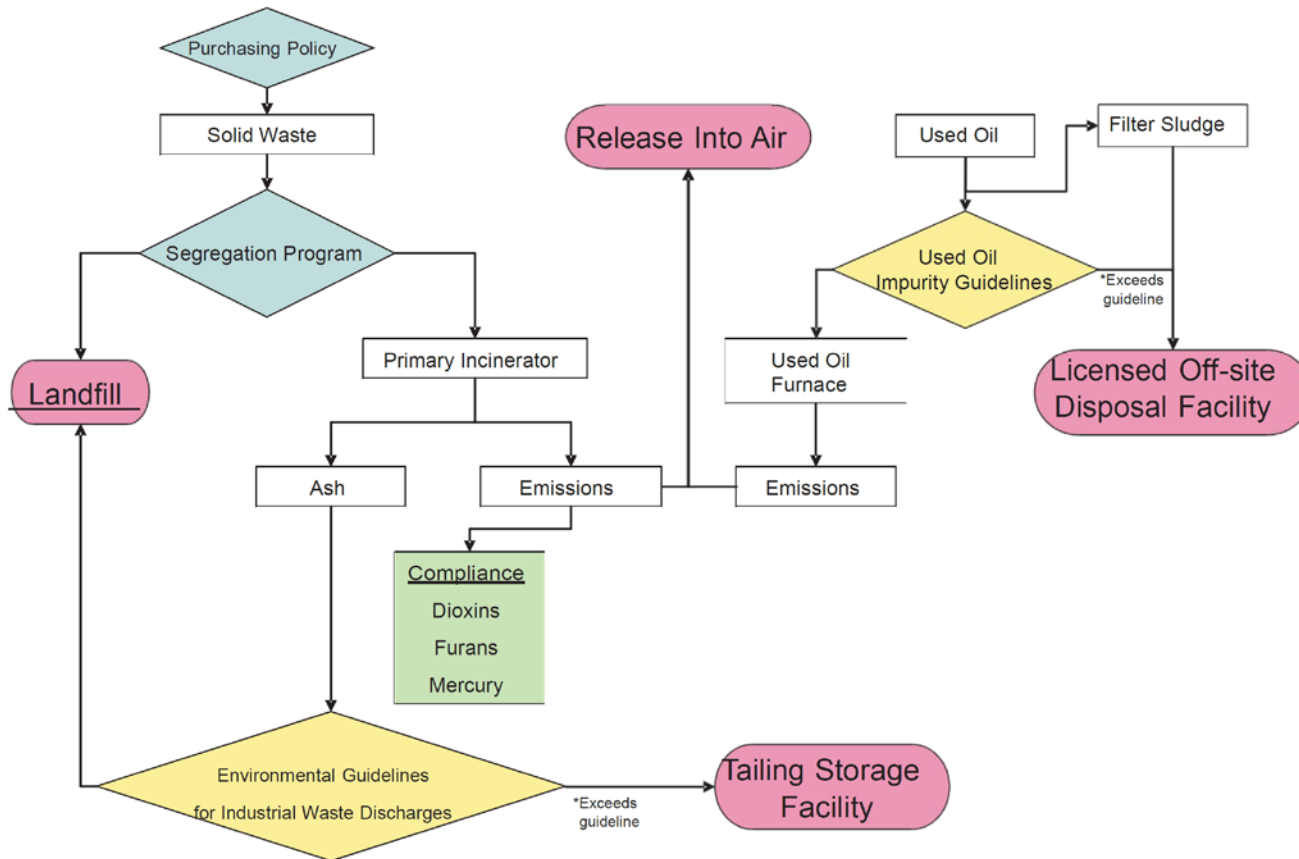 Purchasing Policy
Solid Waste
Segregation Program
Landfill
Primary Incinerator
Ash
Emissions
Compliance
Dioxins
Furans
Mercury
Environmental Guidelines
for Industrial Waste Discharges
*Exceeds
guideline
Tailing Storage
Facility
Release Into Air
Used Oil
Filter Sludge
Used Oil
Impurity Guidelines
*Exceeds
guideline
Used Oil
Furnace
Emissions
Licensed Off-site
Disposal Facility